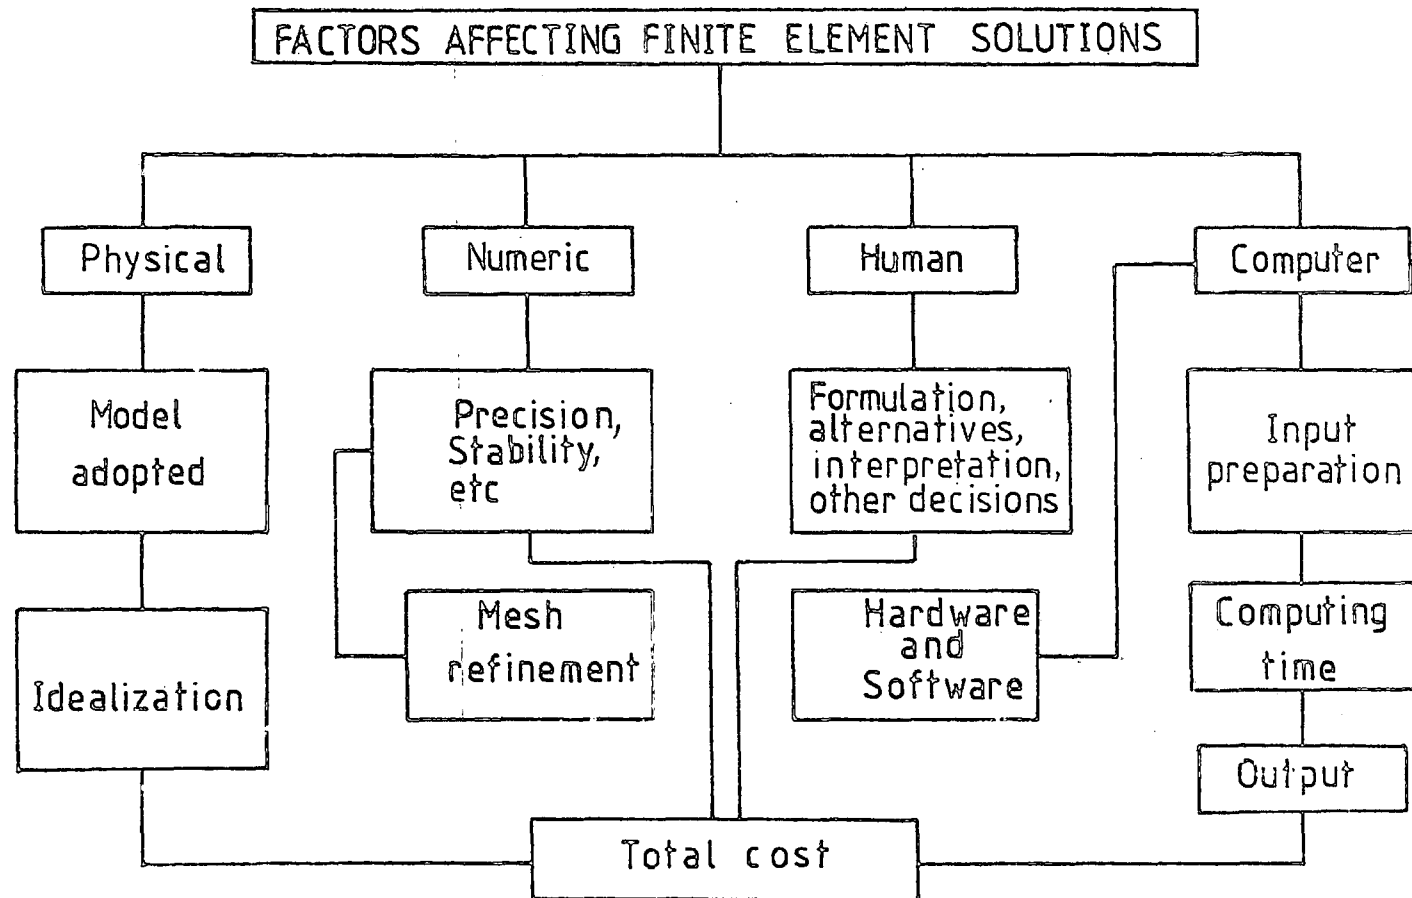 FACTORS AFFECTING FINITE ELEMENT SOLUTIONS
Physical
Numeric
Human
Computer
Model
adopted
Precision,
Stability,
etc
Formulation,
alternatives,
interpretation,
other decisions
Input
preparation
Idealization
Mesh
refinement
Hardware
and
Software
Computing
time
Output
Total cost